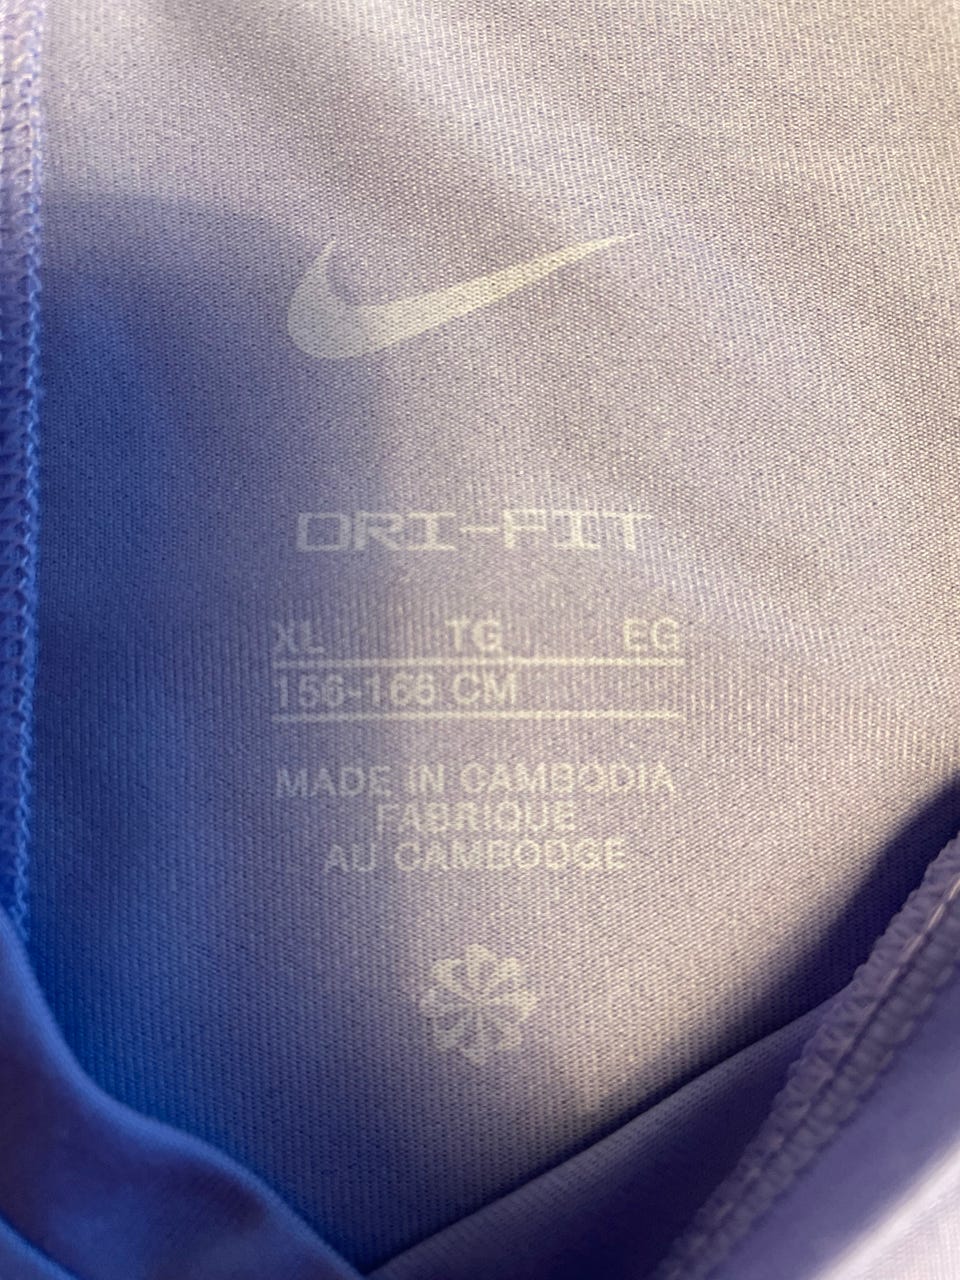 DRI-FIT
XL TG EG
156-166 CM
MADE IN CAMBODIA
FABRIQUE
AU CAMBODGE